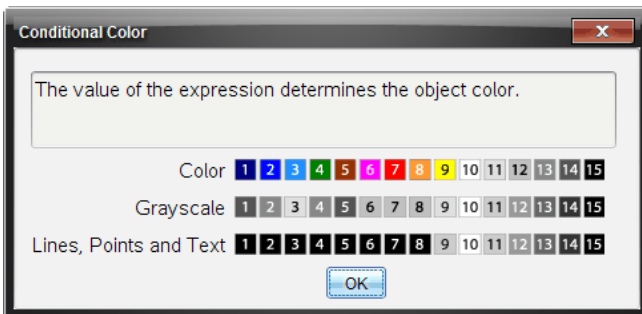 Conditional Color
The value of the expression determines the object color.
Color 1 2 3 4 5 6 7 8 9 10 11 12 13 14 15
Grayscale 1 2 3 4 5 6 7 8 9 10 11 12 13 14 15
Lines, Points and Text 1 2 3 4 5 6 7 8 9 10 11 12 13 14 15
OK